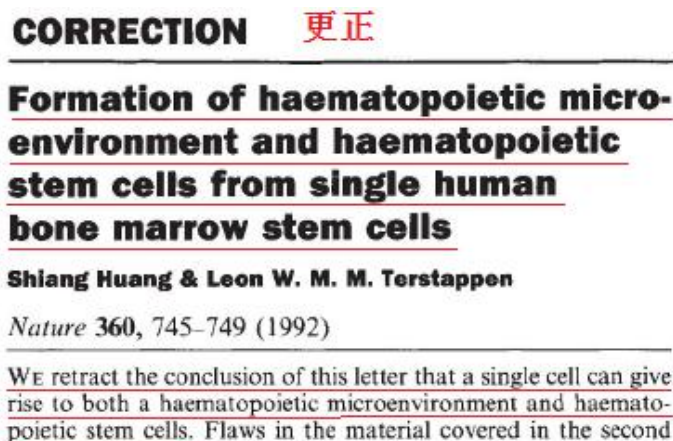 CORRECTION 更正
Formation of haematopoietic micro-
environment and haematopoietic
stem cells from single human
bone marrow stem cells
Shiang Huang & Leon W. M. M. Terstappen
Nature 360, 745–749 (1992)
WE retract the conclusion of this letter that a single cell can give
rise to both a haematopoietic microenvironment and haemato-
poietic stem cells. Flaws in the material covered in the second